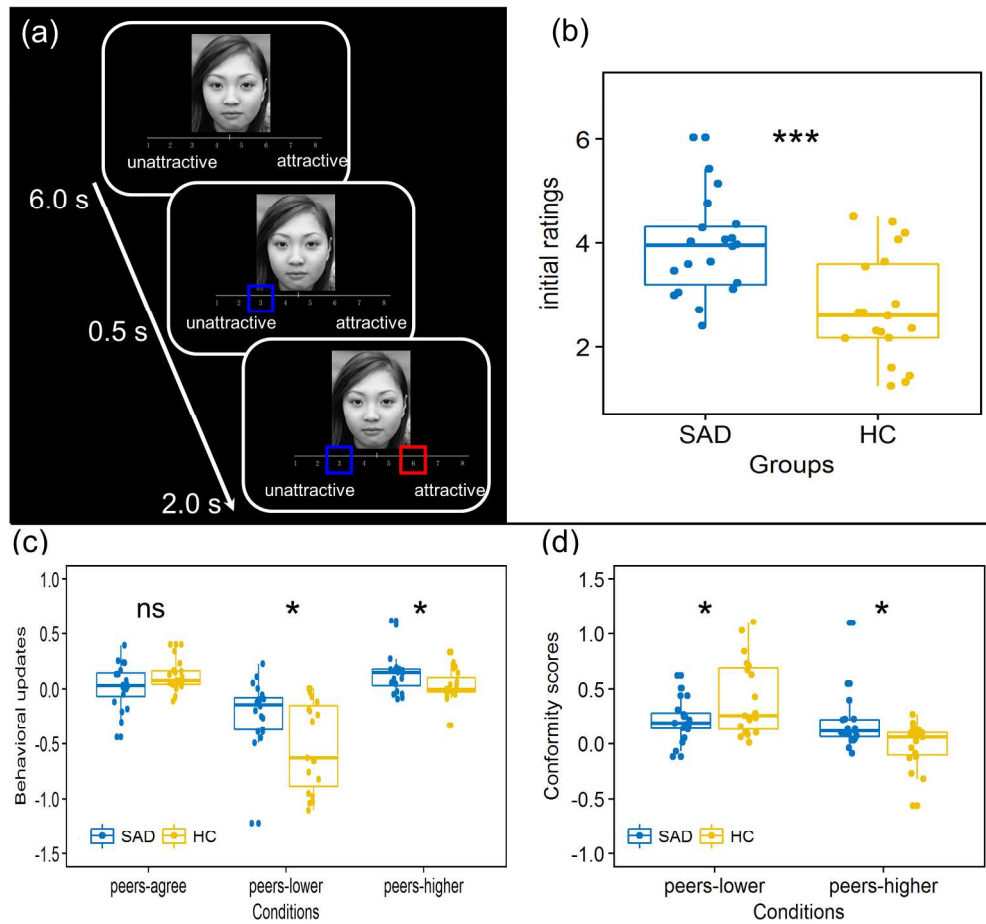 (a)
1 2 3 4 5 6 7 8
unattractive attractive
6.0 s
1 2 3 4 5 6 7 8
unattractive attractive
0.5 s
1 2 3 4 5 6 7 8
unattractive attractive
2.0 s
(b)
***
6
4
2
initial ratings
SAD HC
Groups
(c)
1.0
0.5
0.0
-0.5
-1.0
-1.5
Behavioral updates
ns * *
SAD HC
peers-agree peers-lower peers-higher
Conditions
(d)
1.5
1.0
0.5
0.0
-0.5
-1.0
Conformity scores
* *
SAD HC
peers-lower peers-higher
Conditions